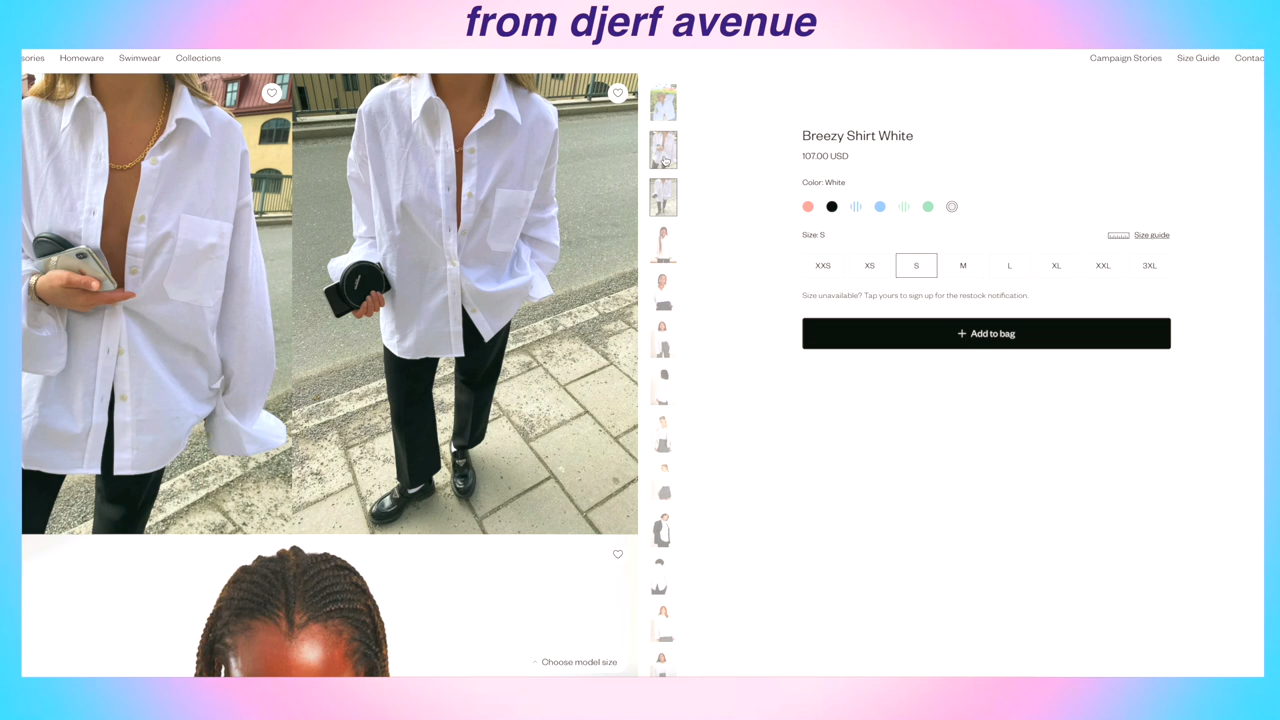 from djerf avenue
Homeware Swimwear Collections
Campaign Stories Size Guide
Breezy Shirt White
107.00 USD
Color: White
Size: S
Size guide
XXS XS S M L XL XXL 3XL
Size unavailable? Tap yours to sign up for the restock notification.
+ Add to bag
Choose model size